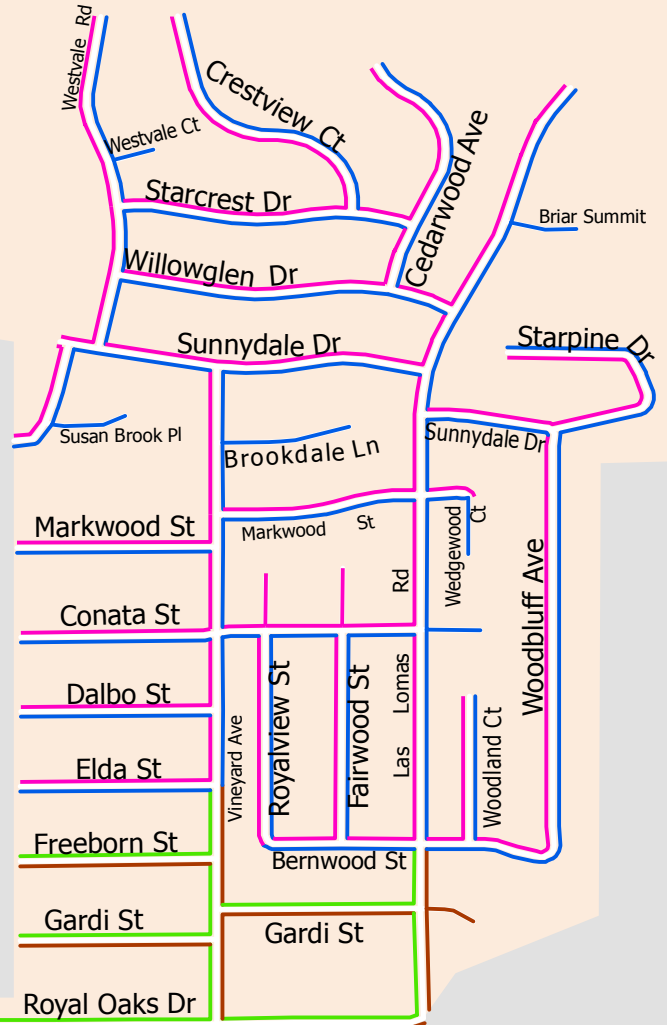 Westvale Rd
Crestview Ct
Westvale Ct
Cedarwood Ave
Starcrest Dr
Briar Summit
Willowglen Dr
Sunnydale Dr
Starpine Dr
Susan Brook Pl
Brookdale Ln
Sunnydale Dr
Markwood St
Markwood St
Wedgewood Ct
Conata St
Las Lomas Rd
Woodbluff Ave
Dalbo St
Royalview St
Fairwood St
Elda St
Vineyard Ave
Woodland Ct
Freeborn St
Bernwood St
Gardi St
Gardi St
Royal Oaks Dr